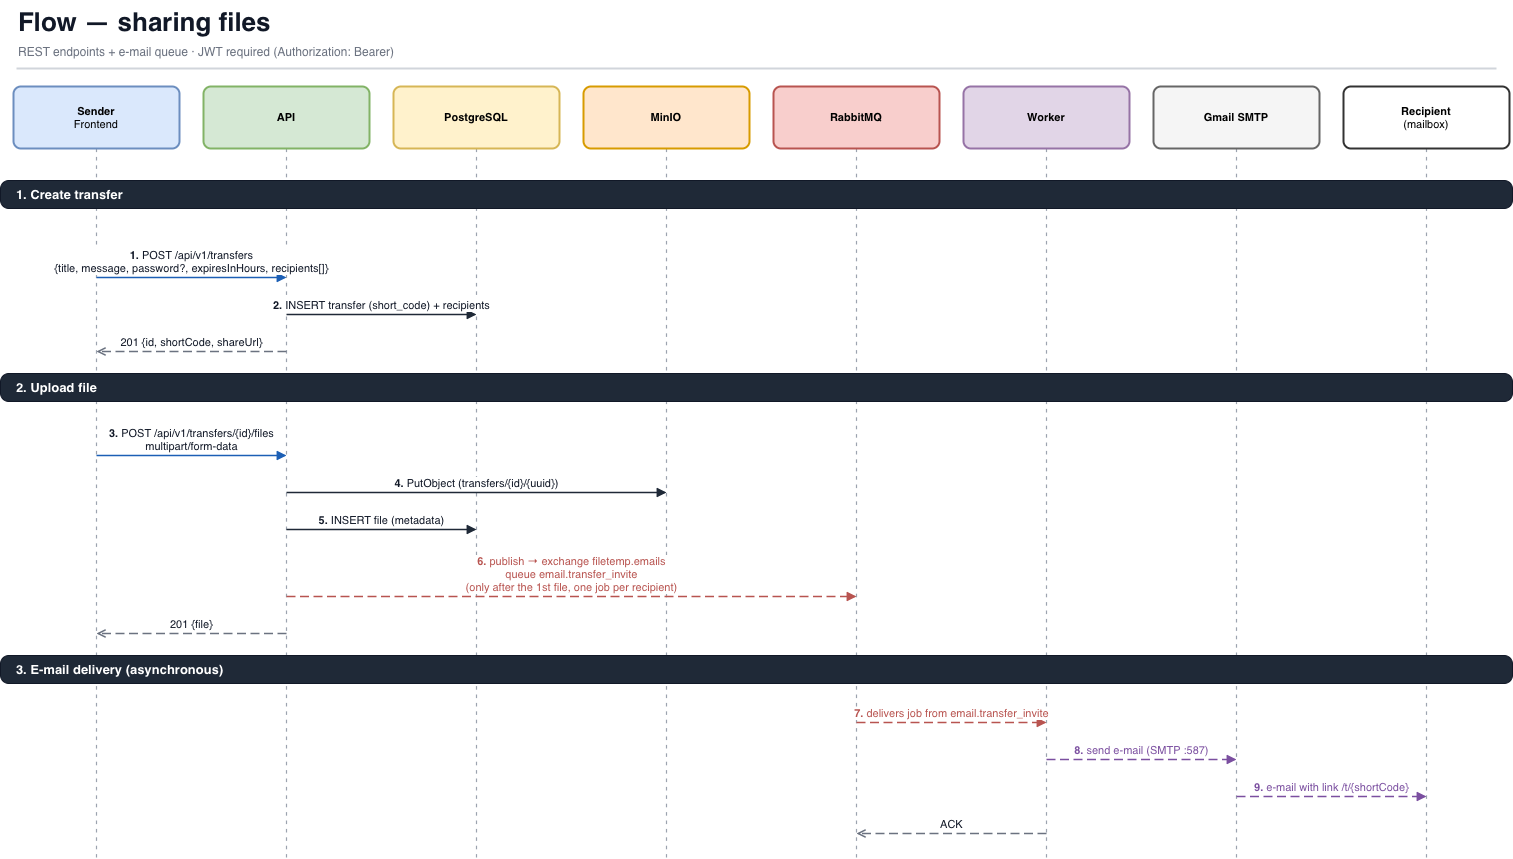 Flow — sharing files
REST endpoints + e-mail queue · JWT required (Authorization: Bearer)
Sender
Frontend
API
PostgreSQL
MinIO
RabbitMQ
Worker
Gmail SMTP
Recipient
(mailbox)
1. Create transfer
1. POST /api/v1/transfers
{title, message, password?, expiresInHours, recipients[]}
2. INSERT transfer (short_code) + recipients
201 {id, shortCode, shareUrl}
2. Upload file
3. POST /api/v1/transfers/{id}/files
multipart/form-data
4. PutObject (transfers/{id}/{uuid})
5. INSERT file (metadata)
6. publish → exchange filetemp.emails
queue email.transfer_invite
(only after the 1st file, one job per recipient)
201 {file}
3. E-mail delivery (asynchronous)
7. delivers job from email.transfer_invite
8. send e-mail (SMTP :587)
9. e-mail with link /t/{shortCode}
ACK